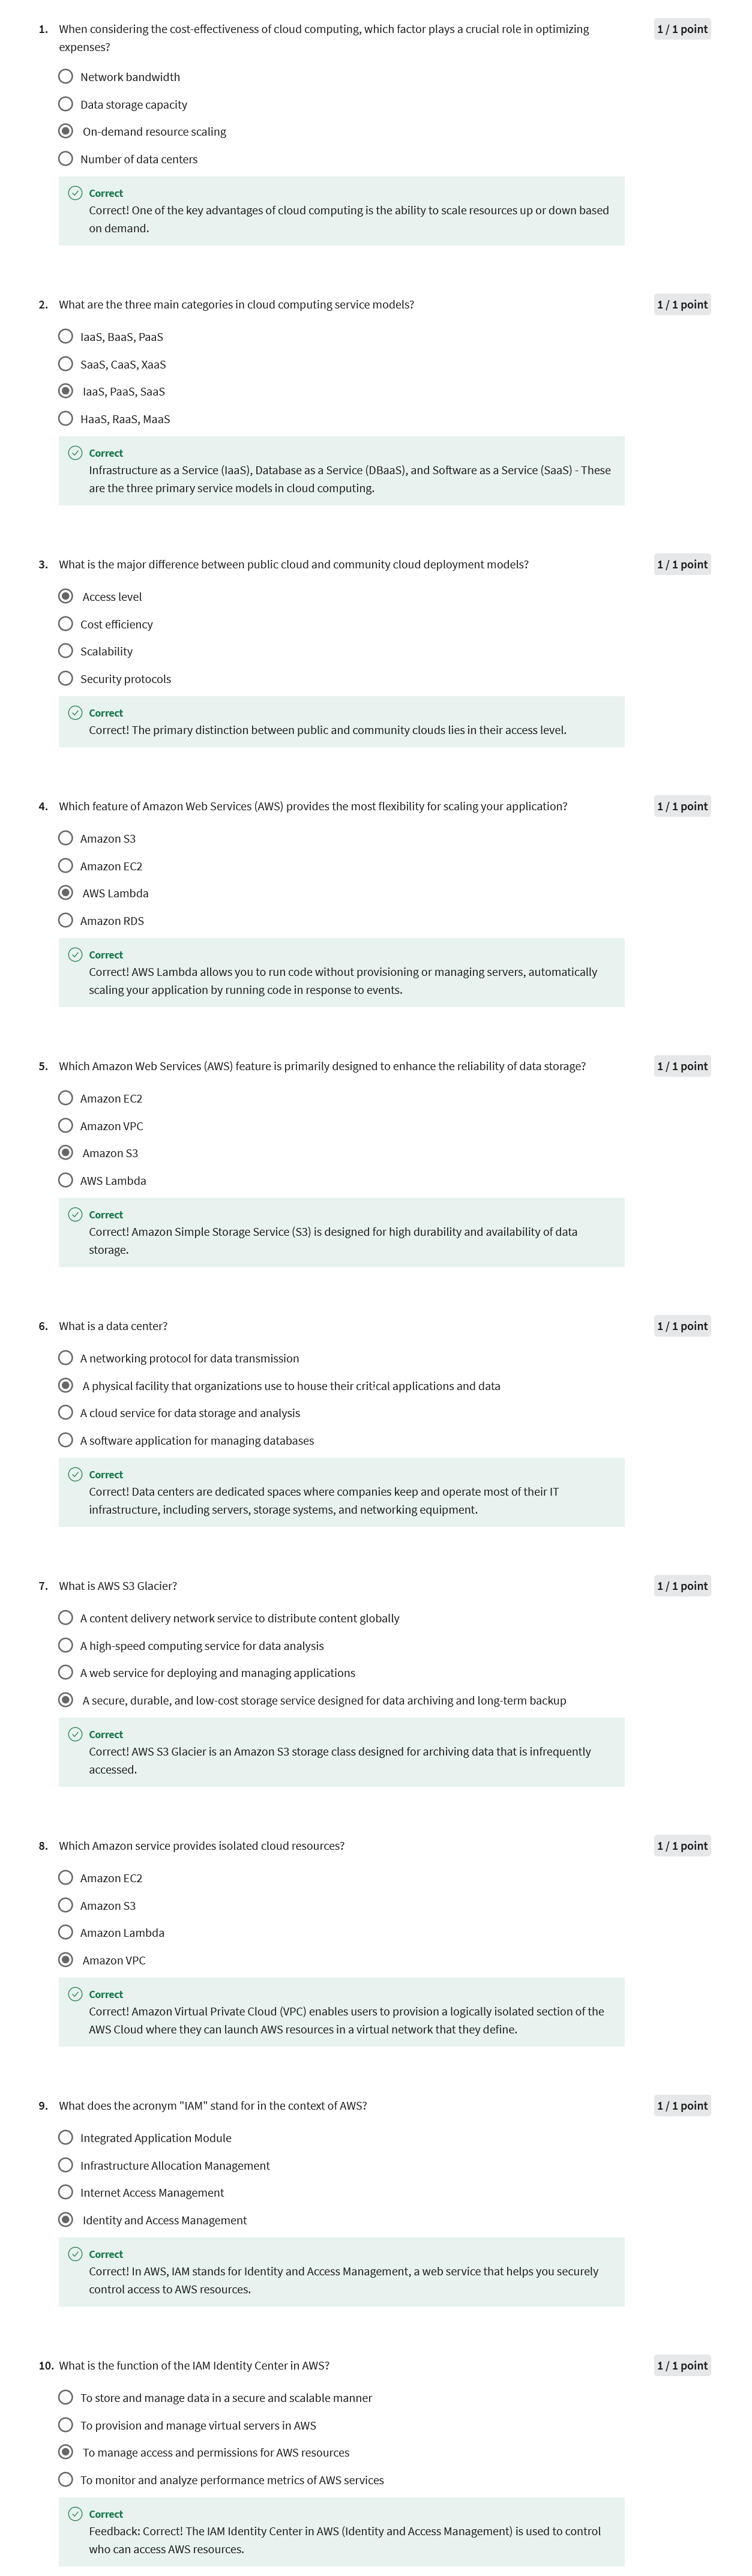 1. When considering the cost-effectiveness of cloud computing, which factor plays a crucial role in optimizing 1 / 1 point
expenses?
Network bandwidth
Data storage capacity
On-demand resource scaling
Number of data centers
Correct
Correct! One of the key advantages of cloud computing is the ability to scale resources up or down based
on demand.
2. What are the three main categories in cloud computing service models? 1 / 1 point
IaaS, BaaS, PaaS
SaaS, CaaS, XaaS
IaaS, PaaS, SaaS
HaaS, RaaS, MaaS
Correct
Infrastructure as a Service (IaaS), Database as a Service (DBaaS), and Software as a Service (SaaS) - These
are the three primary service models in cloud computing.
3. What is the major difference between public cloud and community cloud deployment models? 1 / 1 point
Access level
Cost efficiency
Scalability
Security protocols
Correct
Correct! The primary distinction between public and community clouds lies in their access level.
4. Which feature of Amazon Web Services (AWS) provides the most flexibility for scaling your application? 1 / 1 point
Amazon S3
Amazon EC2
AWS Lambda
Amazon RDS
Correct
Correct! AWS Lambda allows you to run code without provisioning or managing servers, automatically
scaling your application by running code in response to events.
5. Which Amazon Web Services (AWS) feature is primarily designed to enhance the reliability of data storage? 1 / 1 point
Amazon EC2
Amazon VPC
Amazon S3
AWS Lambda
Correct
Correct! Amazon Simple Storage Service (S3) is designed for high durability and availability of data
storage.
6. What is a data center? 1 / 1 point
A networking protocol for data transmission
A physical facility that organizations use to house their critical applications and data
A cloud service for data storage and analysis
A software application for managing databases
Correct
Correct! Data centers are dedicated spaces where companies keep and operate most of their IT
infrastructure, including servers, storage systems, and networking equipment.
7. What is AWS S3 Glacier? 1 / 1 point
A content delivery network service to distribute content globally
A high-speed computing service for data analysis
A web service for deploying and managing applications
A secure, durable, and low-cost storage service designed for data archiving and long-term backup
Correct
Correct! AWS S3 Glacier is an Amazon S3 storage class designed for archiving data that is infrequently
accessed.
8. Which Amazon service provides isolated cloud resources? 1 / 1 point
Amazon EC2
Amazon S3
Amazon Lambda
Amazon VPC
Correct
Correct! Amazon Virtual Private Cloud (VPC) enables users to provision a logically isolated section of the
AWS Cloud where they can launch AWS resources in a virtual network that they define.
9. What does the acronym "IAM" stand for in the context of AWS? 1 / 1 point
Integrated Application Module
Infrastructure Allocation Management
Internet Access Management
Identity and Access Management
Correct
Correct! In AWS, IAM stands for Identity and Access Management, a web service that helps you securely
control access to AWS resources.
10. What is the function of the IAM Identity Center in AWS? 1 / 1 point
To store and manage data in a secure and scalable manner
To provision and manage virtual servers in AWS
To manage access and permissions for AWS resources
To monitor and analyze performance metrics of AWS services
Correct
Feedback: Correct! The IAM Identity Center in AWS (Identity and Access Management) is used to control
who can access AWS resources.